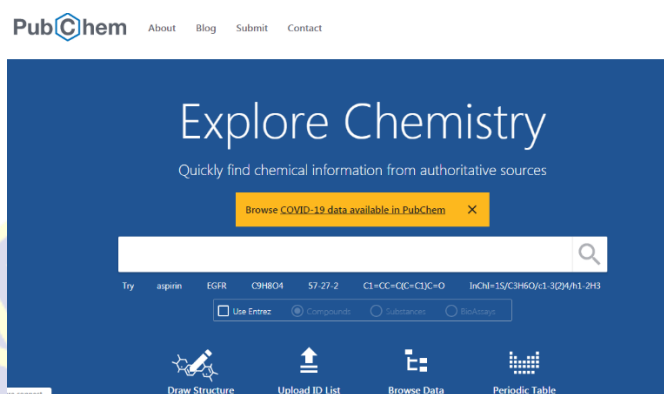 PubChem About Blog Submit Contact
Explore Chemistry
Quickly find chemical information from authoritative sources
Browse COVID-19 data available in PubChem X
Try aspirin EGFR C9H8O4 57-27-2 C1=CC=C(C=C1)C=O InChI=1S/C3H6O/c1-3(2)4/h1-2H3
Use Entrez Compounds Substances BioAssays
Draw Structure Upload ID List Browse Data Periodic Table